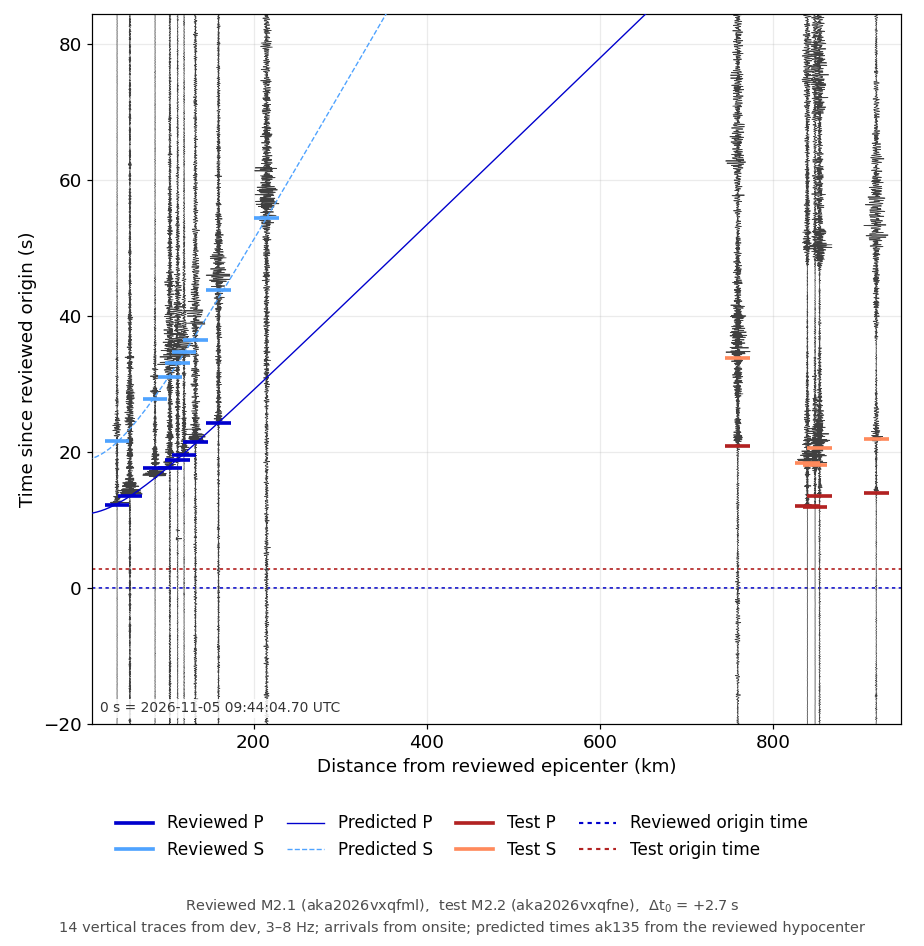 80
60
40
20
0
−20
Time since reviewed origin (s)
0 s = 2026-11-05 09:44:04.70 UTC
200 400 600 800
Distance from reviewed epicenter (km)
Reviewed P Predicted P Test P Reviewed origin time
Reviewed S Predicted S Test S Test origin time
Reviewed M2.1 (aka2026vxqfml), test M2.2 (aka2026vxqfne), Δt₀ = +2.7 s
14 vertical traces from dev, 3–8 Hz; arrivals from onsite; predicted times ak135 from the reviewed hypocenter